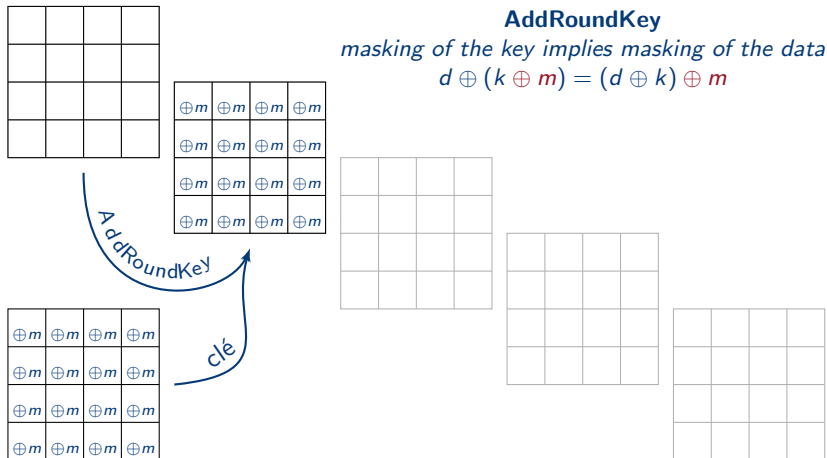 AddRoundKey
masking of the key implies masking of the data
d ⊕ (k ⊕ m) = (d ⊕ k) ⊕ m
⊕m ⊕m ⊕m ⊕m
⊕m ⊕m ⊕m ⊕m
⊕m ⊕m ⊕m ⊕m
⊕m ⊕m ⊕m ⊕m
AddRoundKey
clé
⊕m ⊕m ⊕m ⊕m
⊕m ⊕m ⊕m ⊕m
⊕m ⊕m ⊕m ⊕m
⊕m ⊕m ⊕m ⊕m